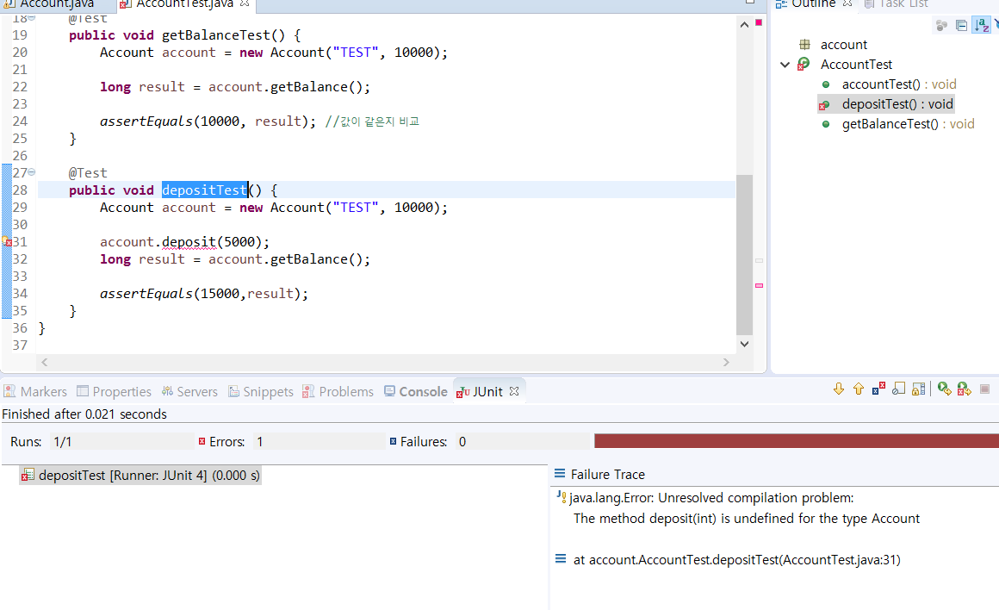 Account.java AccountTest.java
Outline Task List
18 @Test
19 public void getBalanceTest() {
20 Account account = new Account("TEST", 10000);
21
22 long result = account.getBalance();
23
24 assertEquals(10000, result); //값이 같은지 비교
25 }
26
27 @Test
28 public void depositTest() {
29 Account account = new Account("TEST", 10000);
30
31 account.deposit(5000);
32 long result = account.getBalance();
33
34 assertEquals(15000,result);
35 }
36 }
37
account
AccountTest
accountTest() : void
depositTest() : void
getBalanceTest() : void
Markers Properties Servers Snippets Problems Console JUnit
Finished after 0.021 seconds
Runs: 1/1 Errors: 1 Failures: 0
depositTest [Runner: JUnit 4] (0.000 s)
Failure Trace
java.lang.Error: Unresolved compilation problem:
The method deposit(int) is undefined for the type Account
at account.AccountTest.depositTest(AccountTest.java:31)